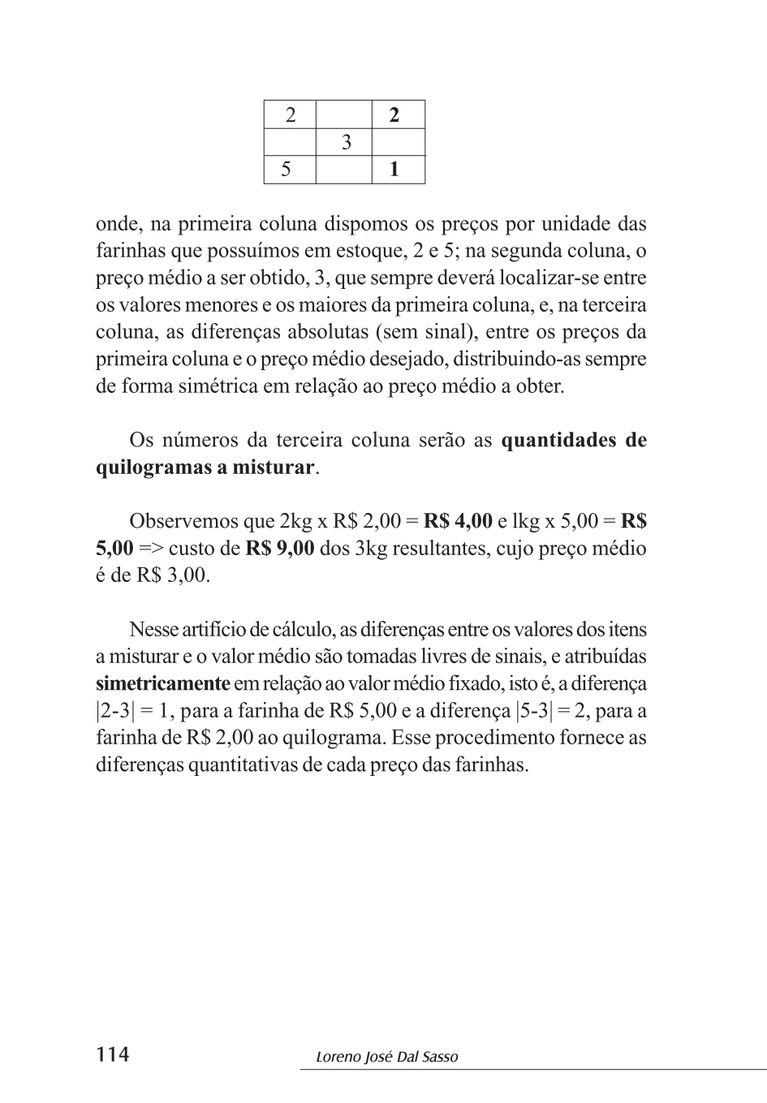 2 2
3
5 1
onde, na primeira coluna dispomos os preços por unidade das
farinhas que possuímos em estoque, 2 e 5; na segunda coluna, o
preço médio a ser obtido, 3, que sempre deverá localizar-se entre
os valores menores e os maiores da primeira coluna, e, na terceira
coluna, as diferenças absolutas (sem sinal), entre os preços da
primeira coluna e o preço médio desejado, distribuindo-as sempre
de forma simétrica em relação ao preço médio a obter.
Os números da terceira coluna serão as quantidades de
quilogramas a misturar.
Observemos que 2kg x R$ 2,00 = R$ 4,00 e lkg x 5,00 = R$
5,00 => custo de R$ 9,00 dos 3kg resultantes, cujo preço médio
é de R$ 3,00.
Nesse artifício de cálculo, as diferenças entre os valores dos itens
a misturar e o valor médio são tomadas livres de sinais, e atribuídas
simetricamente em relação ao valor médio fixado, isto é, a diferença
|2-3| = 1, para a farinha de R$ 5,00 e a diferença |5-3| = 2, para a
farinha de R$ 2,00 ao quilograma. Esse procedimento fornece as
diferenças quantitativas de cada preço das farinhas.
114 Loreno José Dal Sasso